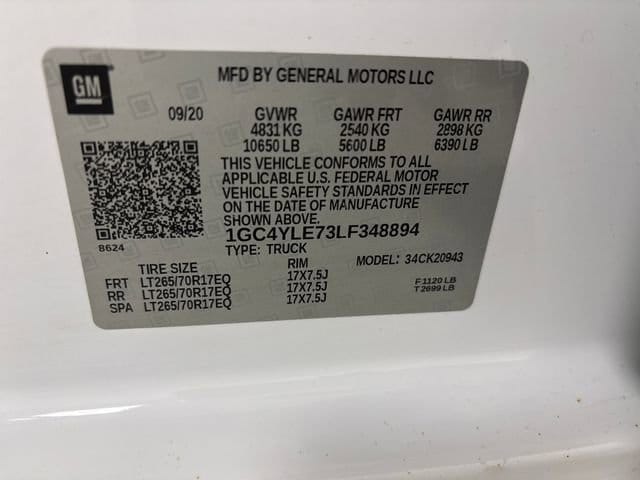 GM
MFD BY GENERAL MOTORS LLC
09/20 GVWR GAWR FRT GAWR RR
4831 KG 2540 KG 2898 KG
10650 LB 5600 LB 6390 LB
THIS VEHICLE CONFORMS TO ALL
APPLICABLE U.S. FEDERAL MOTOR
VEHICLE SAFETY STANDARDS IN EFFECT
ON THE DATE OF MANUFACTURE
SHOWN ABOVE.
8624
1GC4YLE73LF348894
TYPE: TRUCK MODEL: 34CK20943
TIRE SIZE RIM
FRT LT265/70R17EQ 17X7.5J F1120 LB
RR LT265/70R17EQ 17X7.5J T2699 LB
SPA LT265/70R17EQ 17X7.5J